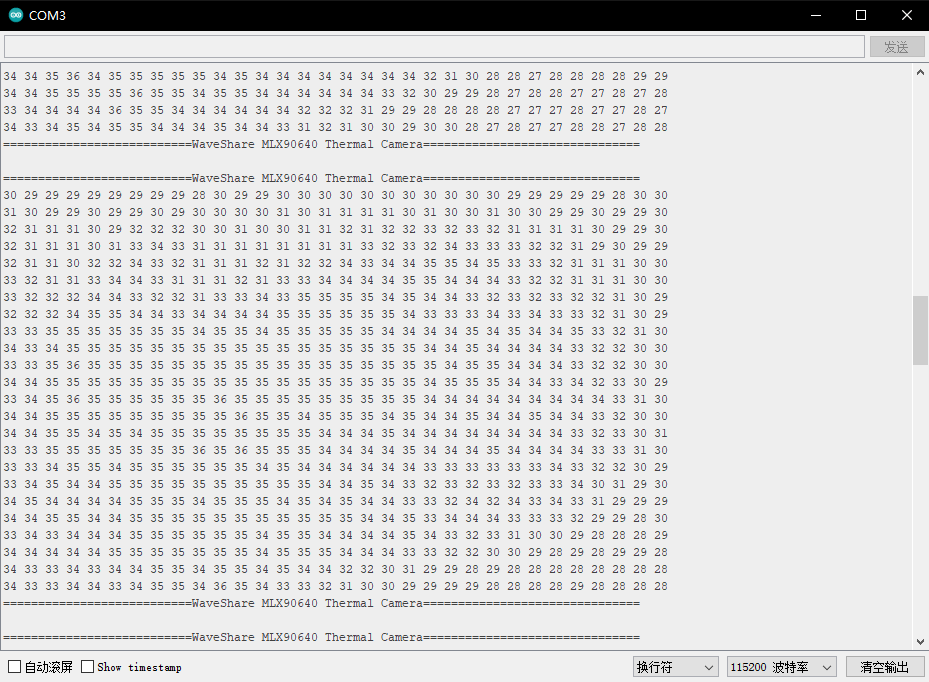 COM3
发送
34 34 35 36 34 35 35 35 35 35 34 35 34 34 34 34 34 34 34 34 32 31 30 28 28 27 28 28 28 28 29 29
34 34 35 35 35 35 36 35 35 34 35 34 34 34 34 34 34 34 33 32 30 29 29 28 27 28 28 27 27 28 27 28
33 34 34 34 34 36 35 35 34 34 34 34 34 34 32 32 32 31 29 29 28 28 28 28 27 27 27 28 27 28 28 27
34 33 34 35 34 35 35 34 34 34 35 34 34 33 31 32 31 30 30 29 30 30 28 27 28 27 27 28 28 27 28 28
===========================WaveShare MLX90640 Thermal Camera===============================
===========================WaveShare MLX90640 Thermal Camera===============================
30 29 29 29 29 29 29 29 29 28 30 29 29 30 30 30 30 30 30 30 30 30 30 30 29 29 29 29 29 28 30 30
31 30 29 29 30 29 29 30 29 30 30 30 30 31 30 31 31 31 31 30 31 30 30 31 30 30 29 29 30 29 29 30
32 31 31 31 30 29 32 32 32 30 30 31 30 30 31 31 32 31 32 32 33 32 33 32 31 31 31 31 30 29 29 30
32 31 31 31 30 31 33 34 33 31 31 31 31 31 31 31 31 33 32 33 32 34 33 33 33 32 32 31 29 30 29 29
32 31 31 30 32 32 34 33 32 31 31 31 32 31 32 32 34 33 34 34 35 35 34 35 33 33 32 31 31 31 30 30
33 32 31 31 33 34 34 33 31 31 31 32 31 33 33 34 34 34 34 35 35 34 34 34 33 32 32 31 31 31 30 30
33 32 32 32 34 34 33 32 32 31 33 33 34 33 35 35 35 35 34 35 34 34 33 32 33 32 33 32 32 31 30 29
32 32 32 34 35 35 34 34 33 34 34 34 34 35 35 35 35 35 35 34 33 33 33 34 33 34 33 33 32 31 30 29
33 33 35 35 35 35 35 35 34 35 35 34 35 34 35 35 35 35 35 34 34 34 34 35 34 35 34 34 35 33 32 31 30
34 33 34 35 35 35 35 35 35 35 35 35 35 35 35 35 35 35 35 35 34 34 35 34 34 34 34 33 32 32 30 30
33 33 35 36 35 35 35 35 35 35 35 35 35 35 35 35 35 35 35 35 35 34 35 35 34 34 34 33 32 32 30 30
34 34 35 35 35 35 35 35 35 35 35 35 35 35 35 35 35 35 35 35 34 35 35 35 34 34 33 34 32 33 30 29
33 34 35 36 35 35 35 35 35 35 36 35 35 35 35 35 35 35 35 35 34 34 34 34 34 34 34 34 34 33 31 30
34 34 35 35 34 35 35 35 35 35 35 36 35 35 34 35 35 34 35 35 34 35 34 34 35 34 34 33 32 30 30
34 34 35 35 34 35 34 35 35 35 36 35 35 35 35 34 34 34 35 34 34 34 34 34 34 34 34 33 32 33 30 31
33 33 35 35 35 35 35 35 35 36 35 36 35 35 35 34 34 34 34 35 34 34 34 35 34 34 34 34 33 33 31 30
33 33 34 35 35 34 35 35 35 35 35 35 34 35 34 34 34 34 34 34 33 33 33 33 33 33 34 33 32 32 30 29
33 34 35 34 35 34 34 35 35 35 35 35 35 35 34 34 34 35 34 33 32 33 32 33 32 33 33 34 30 31 29 30
34 35 34 34 34 34 35 35 35 34 35 35 35 34 35 34 35 34 34 33 33 32 34 32 34 33 34 33 31 29 29 29
34 34 35 35 34 34 35 35 35 35 35 35 34 35 35 35 35 35 34 34 35 33 34 34 34 33 33 33 32 29 29 28 30
33 34 33 34 34 35 35 35 35 35 34 35 35 34 34 34 34 34 34 35 34 33 32 33 31 30 30 29 28 28 28 29
34 34 34 34 34 35 35 35 35 35 35 35 34 35 35 35 34 34 34 33 33 32 32 30 30 29 28 29 28 29 29 28
34 33 33 34 33 34 34 35 35 34 34 35 35 34 35 34 34 32 32 30 31 29 29 28 29 28 28 28 28 28 28 28
34 33 33 34 34 33 34 35 35 34 36 35 34 33 33 32 31 30 30 29 29 29 29 28 28 28 28 29 28 28 28 28
===========================WaveShare MLX90640 Thermal Camera===============================
===========================WaveShare MLX90640 Thermal Camera===============================
自动滚屏 Show timestamp 换行符 115200 波特率 清空输出